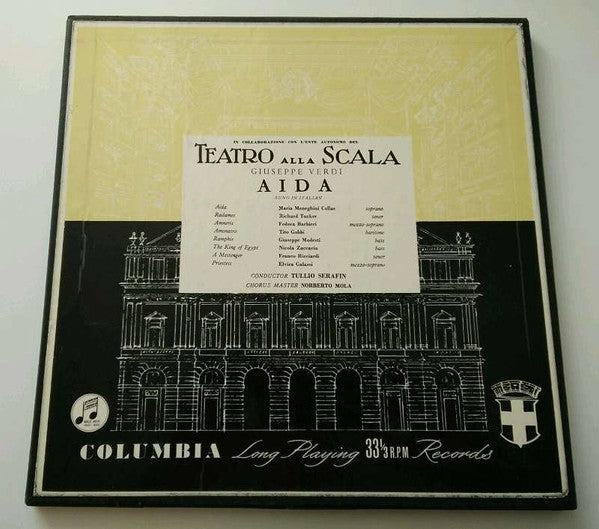 IN COLLABORAZIONE CON L'ENTE AUTONOMO DEL
TEATRO ALLA SCALA
GIUSEPPE VERDI
AIDA
SUNG IN ITALIAN
Aida Maria Meneghini Callas soprano
Radames Richard Tucker tenor
Amneris Fedora Barbieri mezzo-soprano
Amonasro Tito Gobbi baritone
Ramphis Giuseppe Modesti bass
The King of Egypt Nicola Zaccaria bass
A Messenger Franco Ricciardi tenor
Priestess Elvira Galassi mezzo-soprano
CONDUCTOR TULLIO SERAFIN
CHORUS MASTER NORBERTO MOLA
COLUMBIA Long Playing 33⅓ R.P.M Records